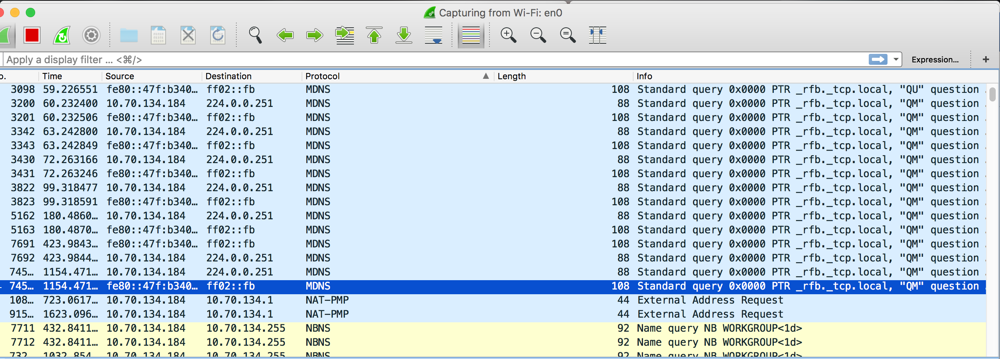 Capturing from Wi-Fi: en0
Apply a display filter ... <⌘/> Expression... +
o. Time Source Destination Protocol Length Info
3098 59.226551 fe80::47f:b340… ff02::fb MDNS 108 Standard query 0x0000 PTR _rfb._tcp.local, "QU" question
3200 60.232400 10.70.134.184 224.0.0.251 MDNS 88 Standard query 0x0000 PTR _rfb._tcp.local, "QM" question
3201 60.232506 fe80::47f:b340… ff02::fb MDNS 108 Standard query 0x0000 PTR _rfb._tcp.local, "QM" question
3342 63.242800 10.70.134.184 224.0.0.251 MDNS 88 Standard query 0x0000 PTR _rfb._tcp.local, "QM" question
3343 63.242849 fe80::47f:b340… ff02::fb MDNS 108 Standard query 0x0000 PTR _rfb._tcp.local, "QM" question
3430 72.263166 10.70.134.184 224.0.0.251 MDNS 88 Standard query 0x0000 PTR _rfb._tcp.local, "QM" question
3431 72.263246 fe80::47f:b340… ff02::fb MDNS 108 Standard query 0x0000 PTR _rfb._tcp.local, "QM" question
3822 99.318477 10.70.134.184 224.0.0.251 MDNS 88 Standard query 0x0000 PTR _rfb._tcp.local, "QM" question
3823 99.318591 fe80::47f:b340… ff02::fb MDNS 108 Standard query 0x0000 PTR _rfb._tcp.local, "QM" question
5162 180.4860… 10.70.134.184 224.0.0.251 MDNS 88 Standard query 0x0000 PTR _rfb._tcp.local, "QM" question
5163 180.4870… fe80::47f:b340… ff02::fb MDNS 108 Standard query 0x0000 PTR _rfb._tcp.local, "QM" question
7691 423.9843… fe80::47f:b340… ff02::fb MDNS 108 Standard query 0x0000 PTR _rfb._tcp.local, "QM" question
7692 423.9844… 10.70.134.184 224.0.0.251 MDNS 88 Standard query 0x0000 PTR _rfb._tcp.local, "QM" question
745… 1154.471… 10.70.134.184 224.0.0.251 MDNS 88 Standard query 0x0000 PTR _rfb._tcp.local, "QM" question
745… 1154.471… fe80::47f:b340… ff02::fb MDNS 108 Standard query 0x0000 PTR _rfb._tcp.local, "QM" question
108… 723.0617… 10.70.134.184 10.70.134.1 NAT-PMP 44 External Address Request
915… 1623.096… 10.70.134.184 10.70.134.1 NAT-PMP 44 External Address Request
7711 432.8411… 10.70.134.184 10.70.134.255 NBNS 92 Name query NB WORKGROUP<1d>
7712 432.8411… 10.70.134.184 10.70.134.255 NBNS 92 Name query NB WORKGROUP<1d>
732 1032.854 10.70.134.184 10.70.134.255 NBNS 92 Name query NB WORKGROUP<1d>